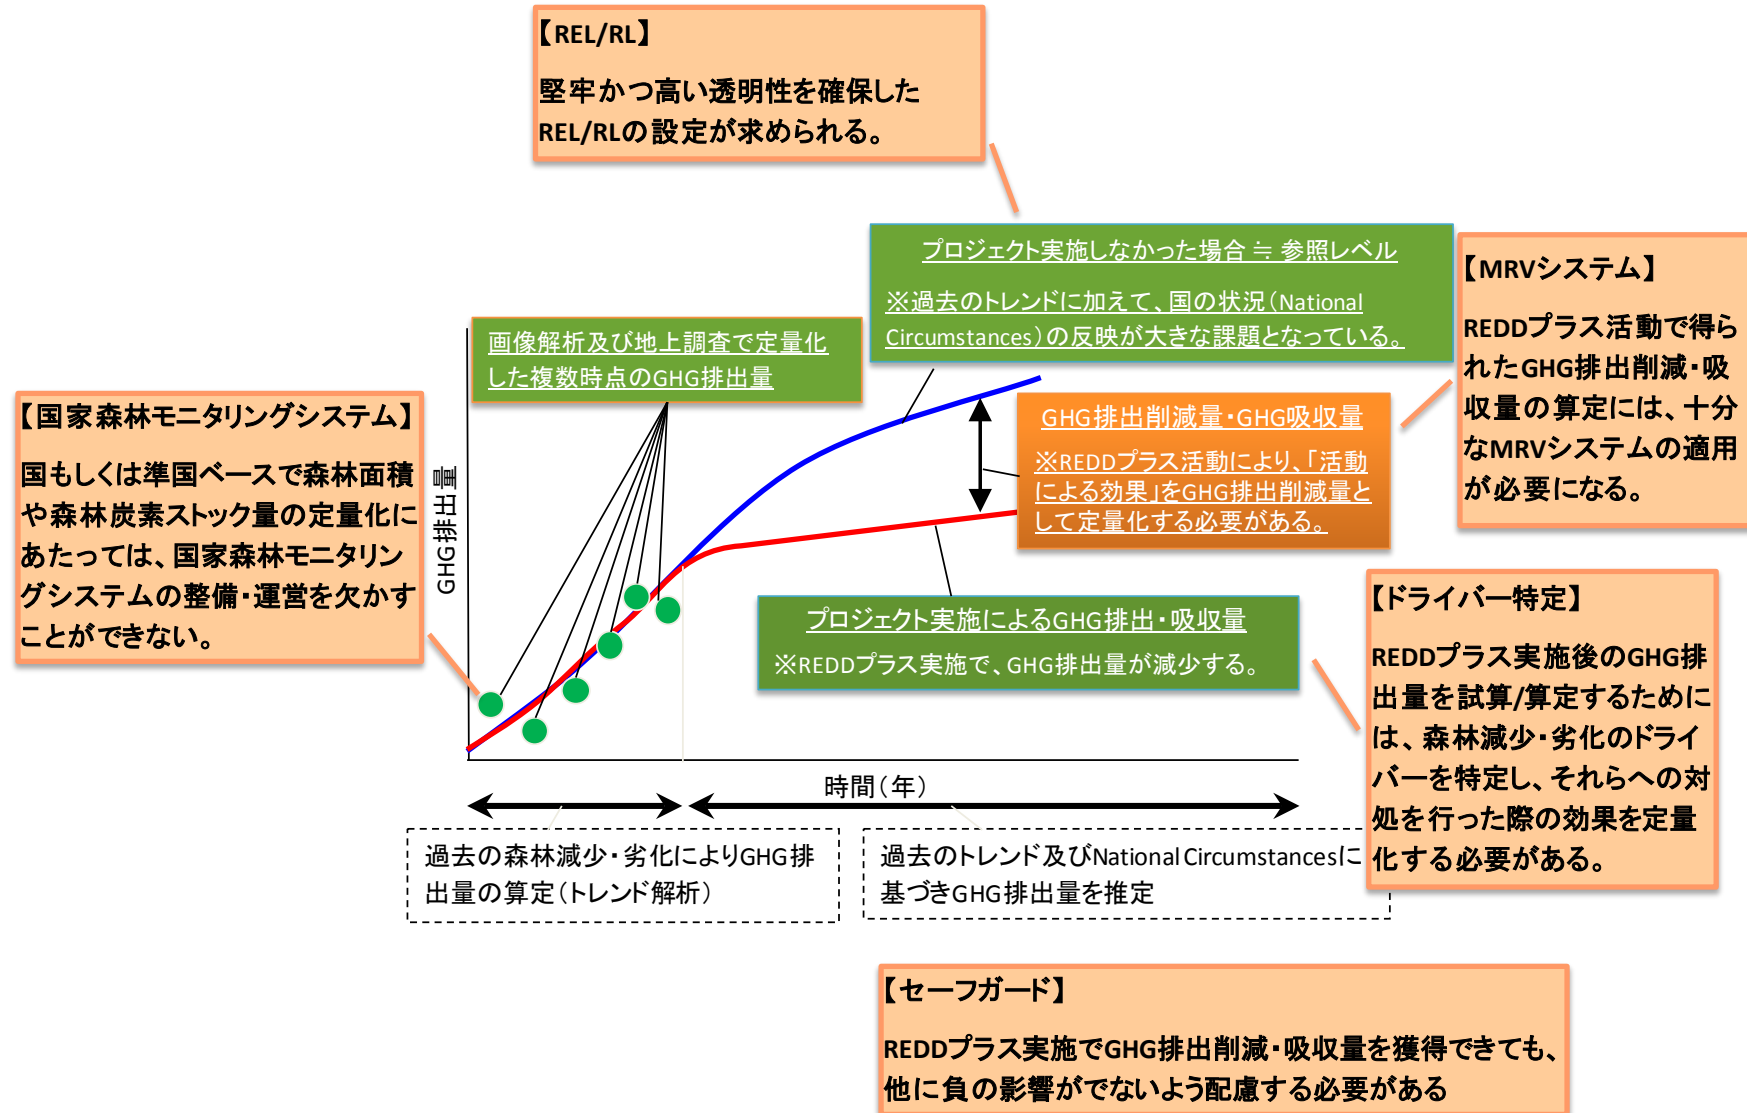 【REL/RL】
堅牢かつ高い透明性を確保した
REL/RLの設定が求められる。
プロジェクト実施しなかった場合 ≒ 参照レベル
※過去のトレンドに加えて、国の状況（National
Circumstances）の反映が大きな課題となっている。
【MRVシステム】
REDDプラス活動で得ら
れたGHG排出削減・吸
収量の算定には、十分
なMRVシステムの適用
が必要になる。
画像解析及び地上調査で定量化
した複数時点のGHG排出量
【国家森林モニタリングシステム】
国もしくは準国ベースで森林面積
や森林炭素ストック量の定量化に
あたっては、国家森林モニタリン
グシステムの整備・運営を欠かす
ことができない。
GHG排出量
GHG排出削減量・GHG吸収量
※REDDプラス活動により、「活動
による効果」をGHG排出削減量と
して定量化する必要がある。
プロジェクト実施によるGHG排出・吸収量
※REDDプラス実施で、GHG排出量が減少する。
【ドライバー特定】
REDDプラス実施後のGHG排
出量を試算/算定するために
は、森林減少・劣化のドライ
バーを特定し、それらへの対
処を行った際の効果を定量
化する必要がある。
時間（年）
過去の森林減少・劣化によりGHG排
出量の算定（トレンド解析）
過去のトレンド及びNational Circumstancesに
基づきGHG排出量を推定
【セーフガード】
REDDプラス実施でGHG排出削減・吸収量を獲得できても、
他に負の影響がでないよう配慮する必要がある